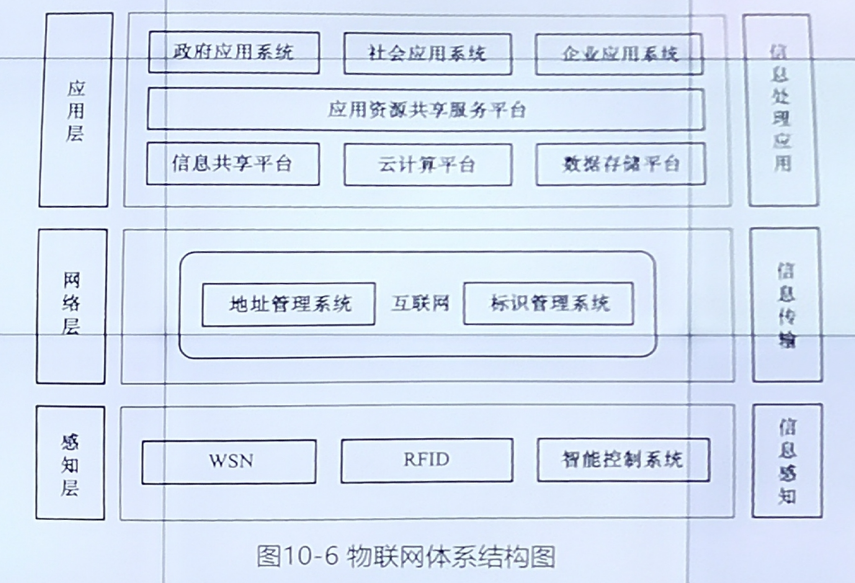 应用层
政府应用系统
社会应用系统
企业应用系统
应用资源共享服务平台
信息共享平台
云计算平台
数据存储平台
信息处理应用
网络层
地址管理系统
互联网
标识管理系统
信息传输
感知层
WSN
RFID
智能控制系统
信息感知
图10-6 物联网体系结构图